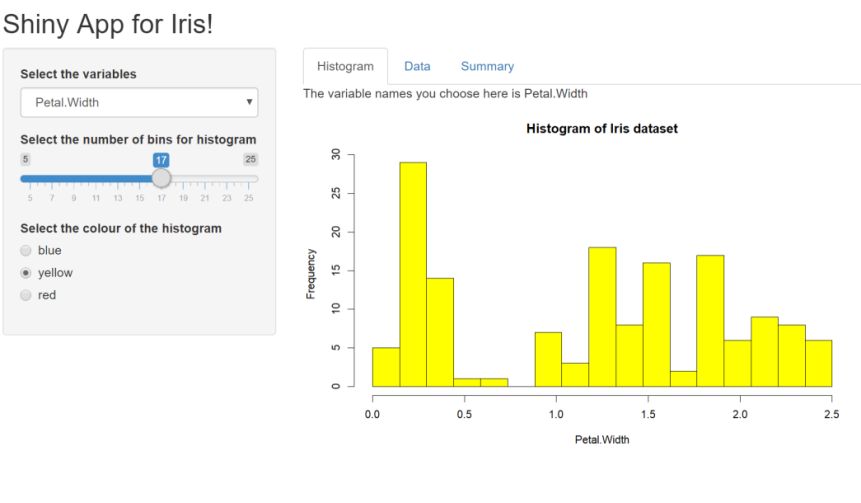 Shiny App for Iris!
Select the variables
Petal.Width
Select the number of bins for histogram
5 17 25
5 7 9 11 13 15 17 19 21 23 25
Select the colour of the histogram
blue
yellow
red
Histogram Data Summary
The variable names you choose here is Petal.Width
Histogram of Iris dataset
Frequency
30
25
20
15
10
5
0
0.0 0.5 1.0 1.5 2.0 2.5
Petal.Width